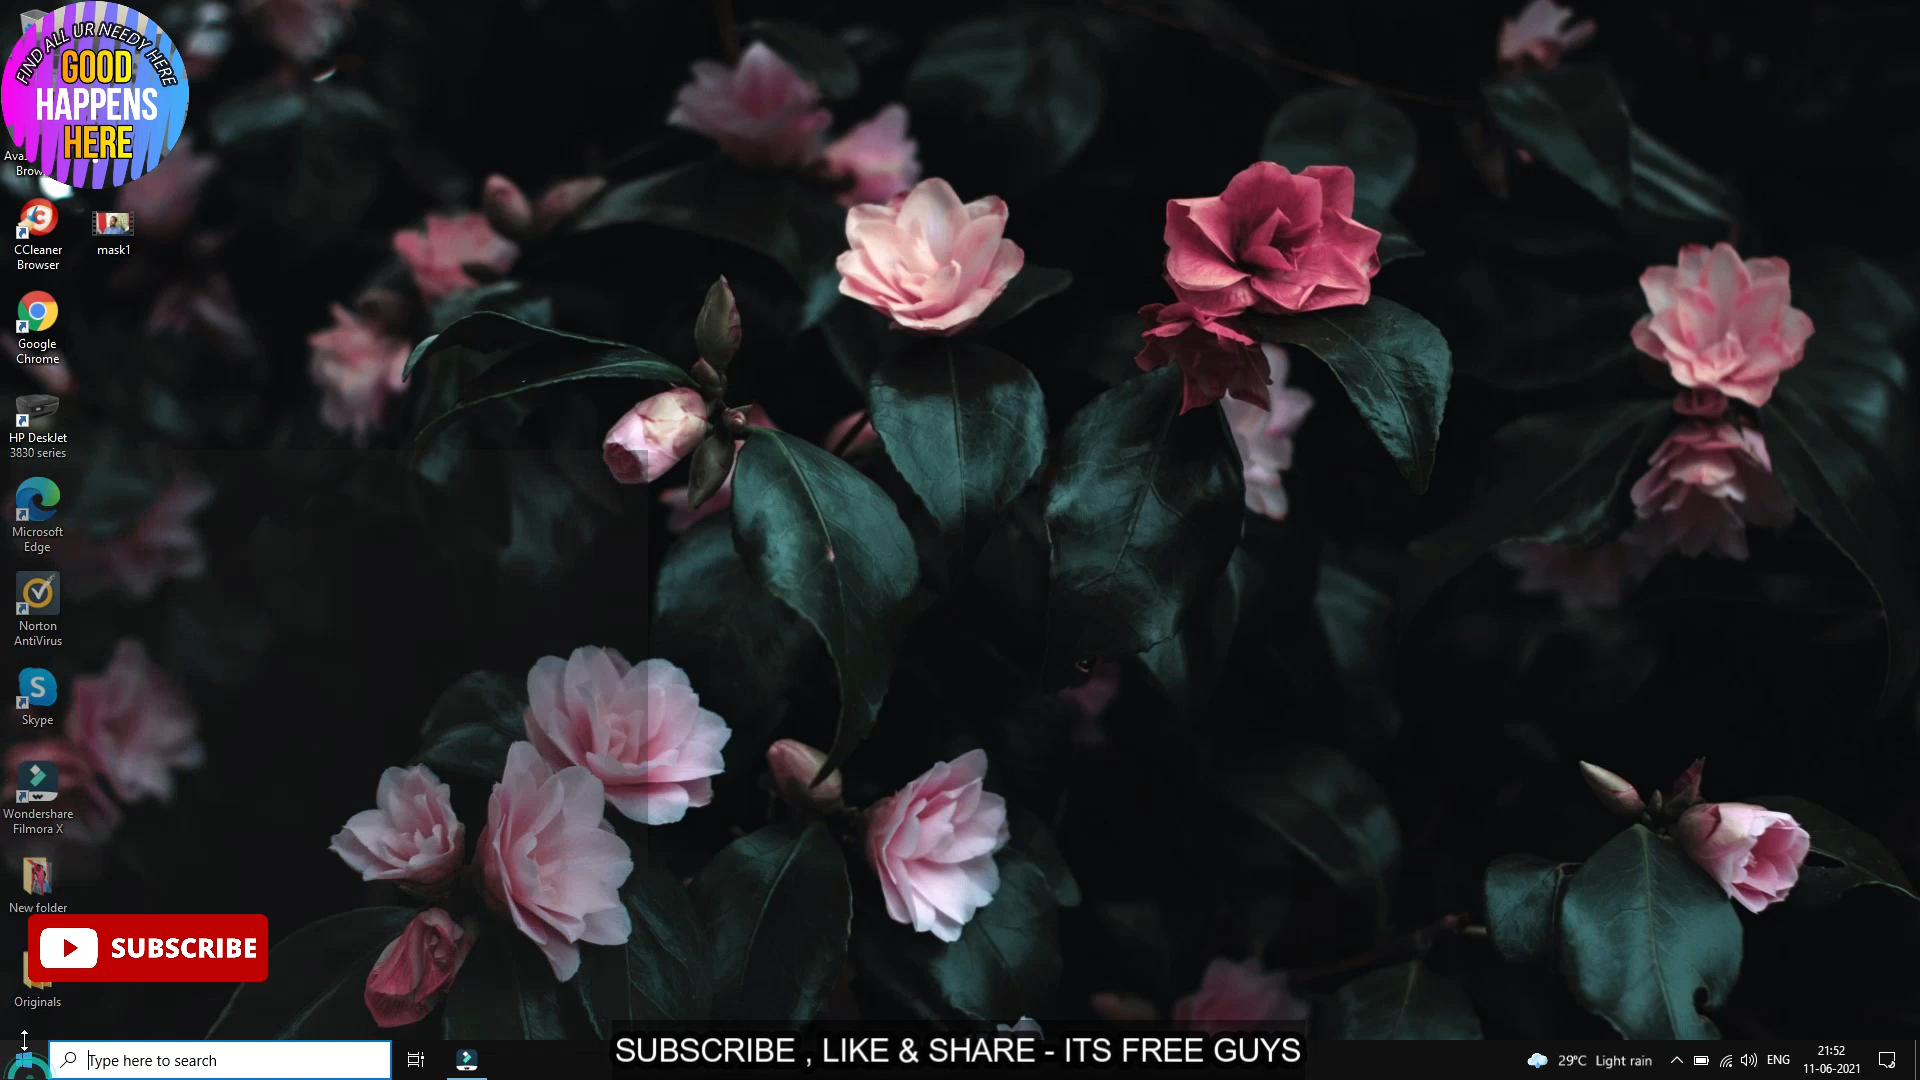 FIND ALL UR NEEDY HERE
GOOD
HAPPENS
HERE
Brow
CCleaner
Browser
mask1
Google
Chrome
HP DeskJet
3830 series
Microsoft
Edge
Norton
AntiVirus
Skype
Wondershare
Filmora X
New folder
SUBSCRIBE
Originals
SUBSCRIBE , LIKE & SHARE - ITS FREE GUYS
Type here to search
29°C Light rain
ENG
21:52
11-06-2021